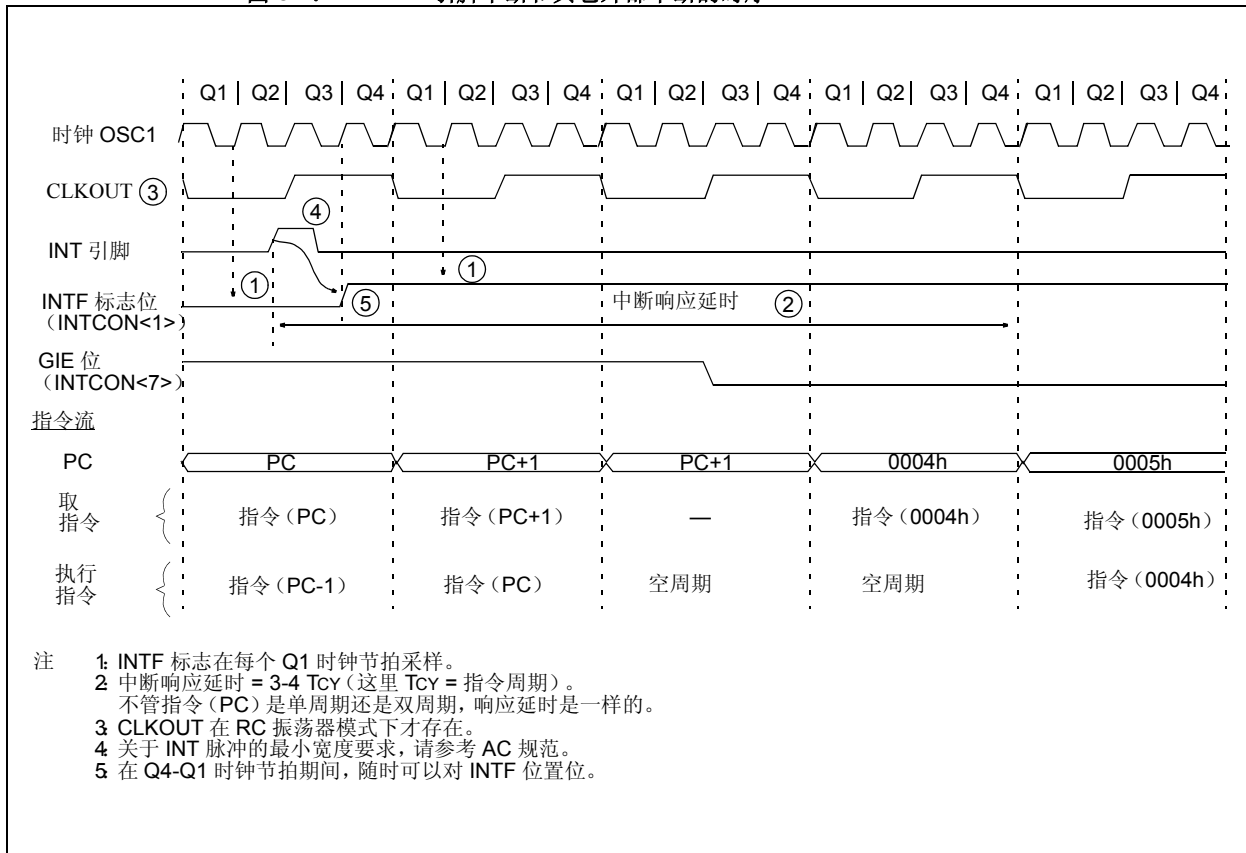 Q1 | Q2 | Q3 | Q4 Q1 | Q2 | Q3 | Q4 Q1 | Q2 | Q3 | Q4 Q1 | Q2 | Q3 | Q4 Q1 | Q2 | Q3 | Q4
时钟 OSC1
CLKOUT ③
④
INT 引脚
① ①
INTF 标志位 ⑤ 中断响应延时 ②
（INTCON<1>）
GIE 位
（INTCON<7>）
指令流
PC PC PC+1 PC+1 0004h 0005h
取
指令 指令（PC） 指令（PC+1） — 指令（0004h） 指令（0005h）
执行
指令 指令（PC-1） 指令（PC） 空周期 空周期 指令（0004h）
注 1: INTF 标志在每个 Q1 时钟节拍采样。
2: 中断响应延时 = 3-4 TCY（这里 TCY = 指令周期）。
不管指令（PC）是单周期还是双周期，响应延时是一样的。
3: CLKOUT 在 RC 振荡器模式下才存在。
4: 关于 INT 脉冲的最小宽度要求，请参考 AC 规范。
5: 在 Q4-Q1 时钟节拍期间，随时可以对 INTF 位置位。